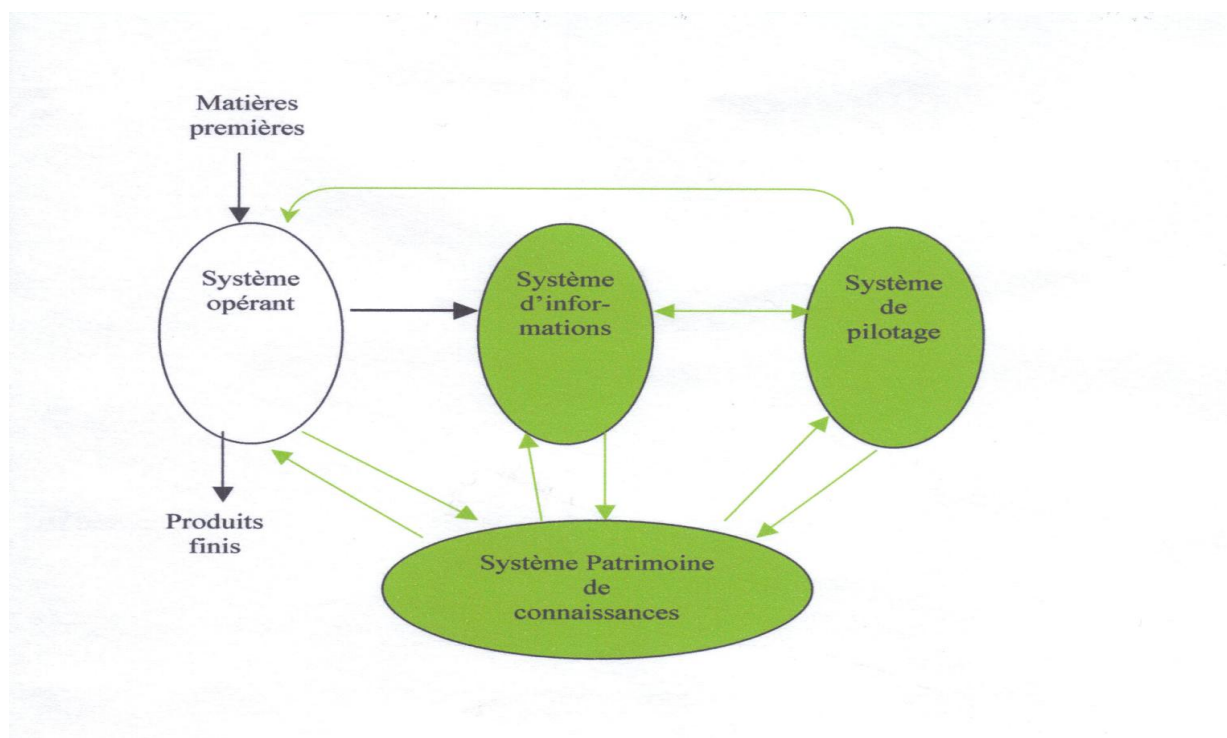 Matières
premières
Système
opérant
Système
d'infor-
mations
Système
de
pilotage
Produits
finis
Système Patrimoine
de
connaissances